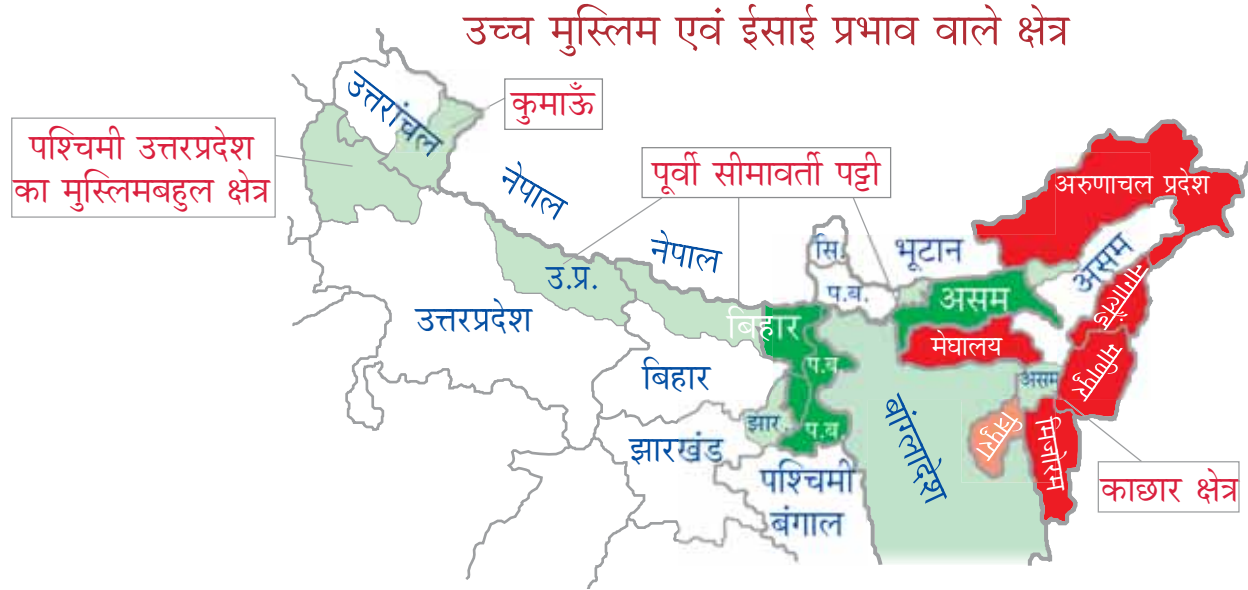 उच्च मुस्लिम एवं ईसाई प्रभाव वाले क्षेत्र
उत्तरांचल
कुमाऊँ
पश्चिमी उत्तरप्रदेश
का मुस्लिमबहुल क्षेत्र
नेपाल
पूर्वी सीमावर्ती पट्टी
अरुणाचल प्रदेश
नेपाल
सि.
भूटान
असम
उ.प्र.
प.ब.
असम
नागालैंड
उत्तरप्रदेश
बिहार
मेघालय
मणिपुर
बिहार
प.ब
असम
बांग्लादेश
झार.
प.ब
त्रिपुरा
मिजोरम
झारखंड
पश्चिमी
बंगाल
काछार क्षेत्र